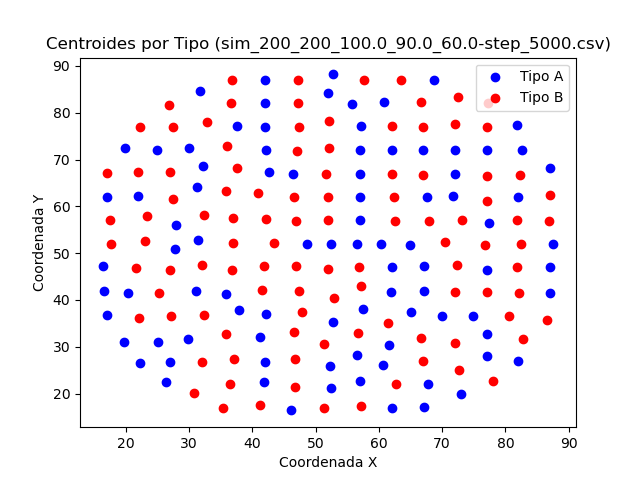 Centroides por Tipo (sim_200_200_100.0_90.0_60.0-step_5000.csv)
Tipo A
Tipo B
90
80
70
60
50
40
30
20
Coordenada Y
20 30 40 50 60 70 80 90
Coordenada X